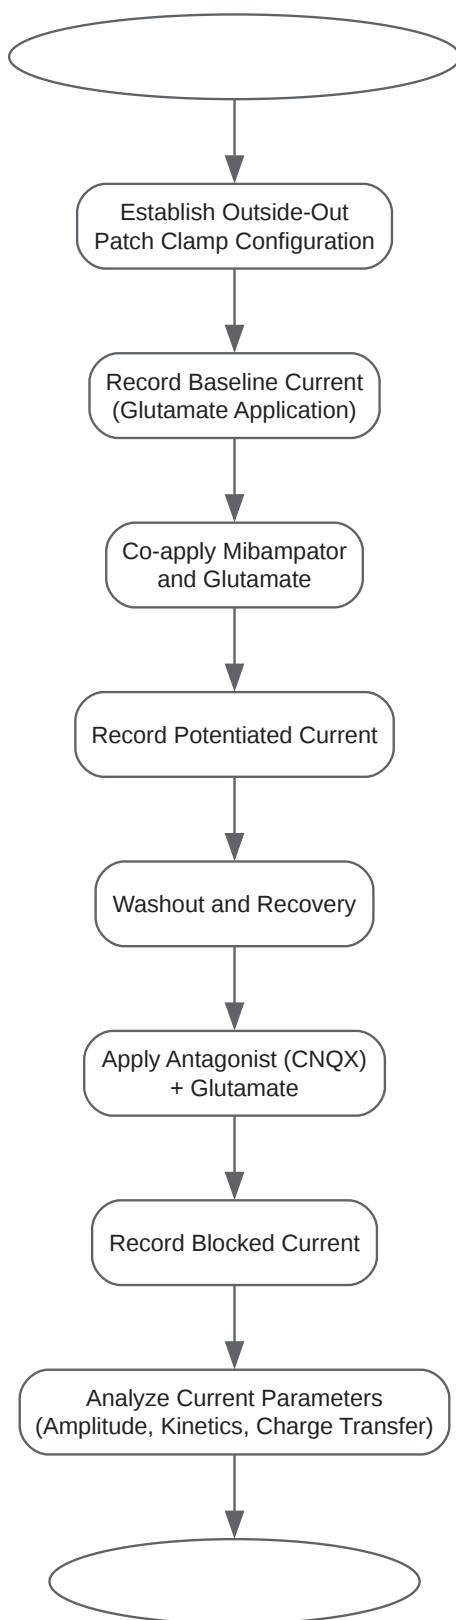 Establish Outside-Out
Patch Clamp Configuration
Record Baseline Current
(Glutamate Application)
Co-apply Mibampator
and Glutamate
Record Potentiated Current
Washout and Recovery
Apply Antagonist (CNQX)
+ Glutamate
Record Blocked Current
Analyze Current Parameters
(Amplitude, Kinetics, Charge Transfer)